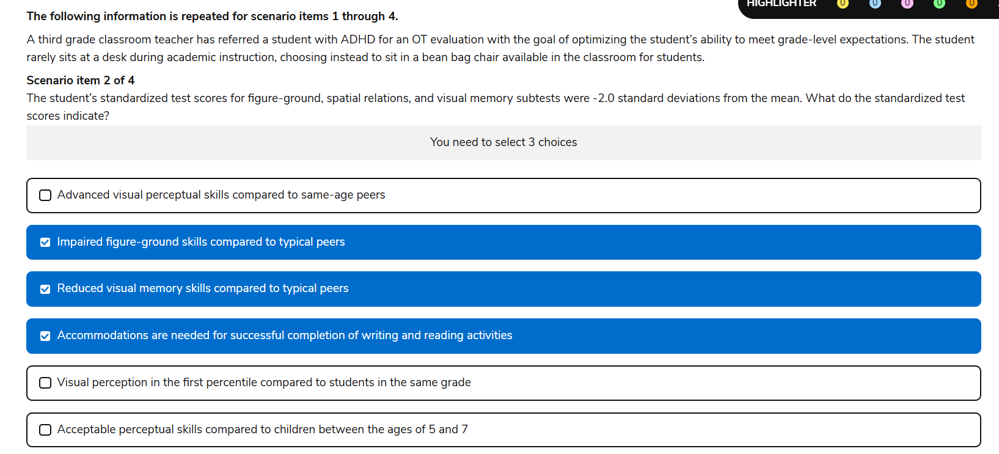 HIGHLIGHTER 0 0 0 0 0
The following information is repeated for scenario items 1 through 4.
A third grade classroom teacher has referred a student with ADHD for an OT evaluation with the goal of optimizing the student’s ability to meet grade-level expectations. The student
rarely sits at a desk during academic instruction, choosing instead to sit in a bean bag chair available in the classroom for students.
Scenario item 2 of 4
The student’s standardized test scores for figure-ground, spatial relations, and visual memory subtests were -2.0 standard deviations from the mean. What do the standardized test
scores indicate?
You need to select 3 choices
Advanced visual perceptual skills compared to same-age peers
Impaired figure-ground skills compared to typical peers
Reduced visual memory skills compared to typical peers
Accommodations are needed for successful completion of writing and reading activities
Visual perception in the first percentile compared to students in the same grade
Acceptable perceptual skills compared to children between the ages of 5 and 7